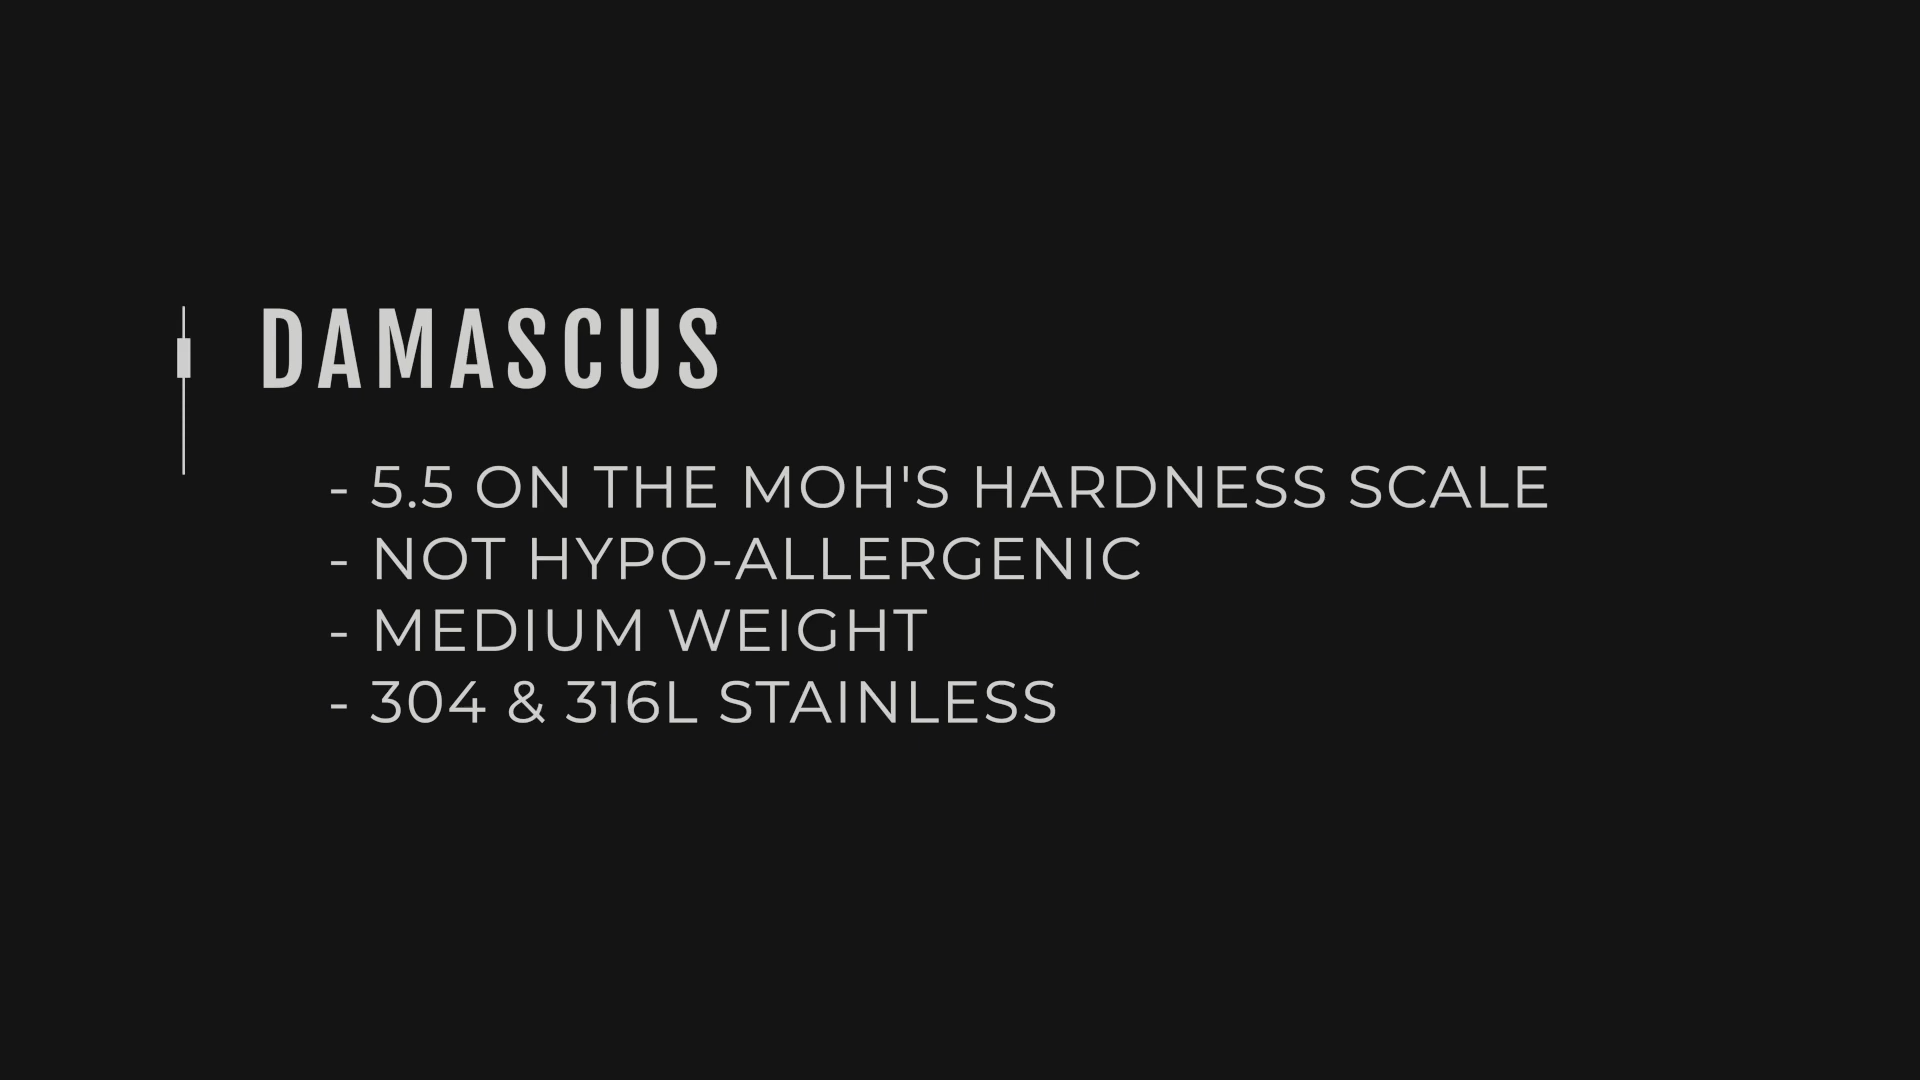 DAMASCUS
- 5.5 ON THE MOH'S HARDNESS SCALE
- NOT HYPO-ALLERGENIC
- MEDIUM WEIGHT
- 304 & 316L STAINLESS